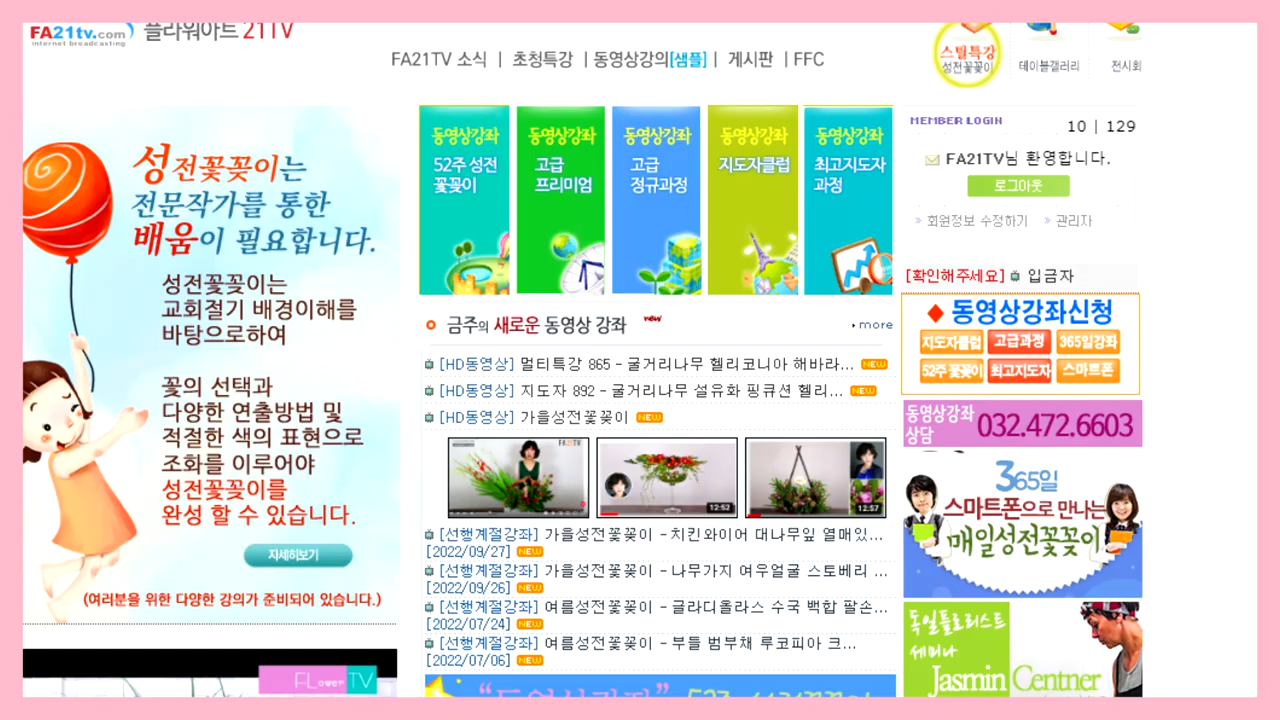 FA21tv.com
internet broadcasting
플라워아트 21TV
FA21TV 소식 | 초청특강 | 동영상강의[샘플] | 게시판 | FFC
스틸특강
성전꽃꽂이
테이블갤러리
전시회
성전꽃꽂이는
전문작가를 통한
배움이 필요합니다.
성전꽃꽂이는
교회절기 배경이해를
바탕으로하여
꽃의 선택과
다양한 연출방법 및
적절한 색의 표현으로
조화를 이루어야
성전꽃꽂이를
완성 할 수 있습니다.
자세히보기
(여러분을 위한 다양한 강의가 준비되어 있습니다.)
FLower TV
동영상강좌
52주 성전
꽃꽂이
동영상강좌
고급
프리미엄
동영상강좌
고급
정규과정
동영상강좌
지도자클럽
동영상강좌
최고지도자
과정
금주의 새로운 동영상 강좌 new
more
[HD동영상] 멀티특강 865 - 굴거리나무 헬리코니아 해바라... NEW
[HD동영상] 지도자 892 - 굴거리나무 설유화 핑큐션 헬리... NEW
[HD동영상] 가을성전꽃꽂이 NEW
FA21TV
12:52
12:57
[선행계절강좌] 가을성전꽃꽂이 - 치킨와이어 대나무잎 열매있...
[2022/09/27] NEW
[선행계절강좌] 가을성전꽃꽂이 - 나무가지 여우얼굴 스토베리 ...
[2022/09/26] NEW
[선행계절강좌] 여름성전꽃꽂이 - 글라디올라스 수국 백합 팔손...
[2022/07/24] NEW
[선행계절강좌] 여름성전꽃꽂이 - 부들 범부채 루코피아 크...
[2022/07/06] NEW
MEMBER LOGIN
10 | 129
FA21TV님 환영합니다.
로그아웃
» 회원정보 수정하기 » 관리자
[확인해주세요] 입금자
◆ 동영상강좌신청
지도자클럽 고급과정 365일강좌
52주 꽃꽂이 최고지도자 스마트폰
동영상강좌
상담
032.472.6603
365일
스마트폰으로 만나는
매일성전꽃꽂이
독일플로리스트
세미나
Jasmin Centner